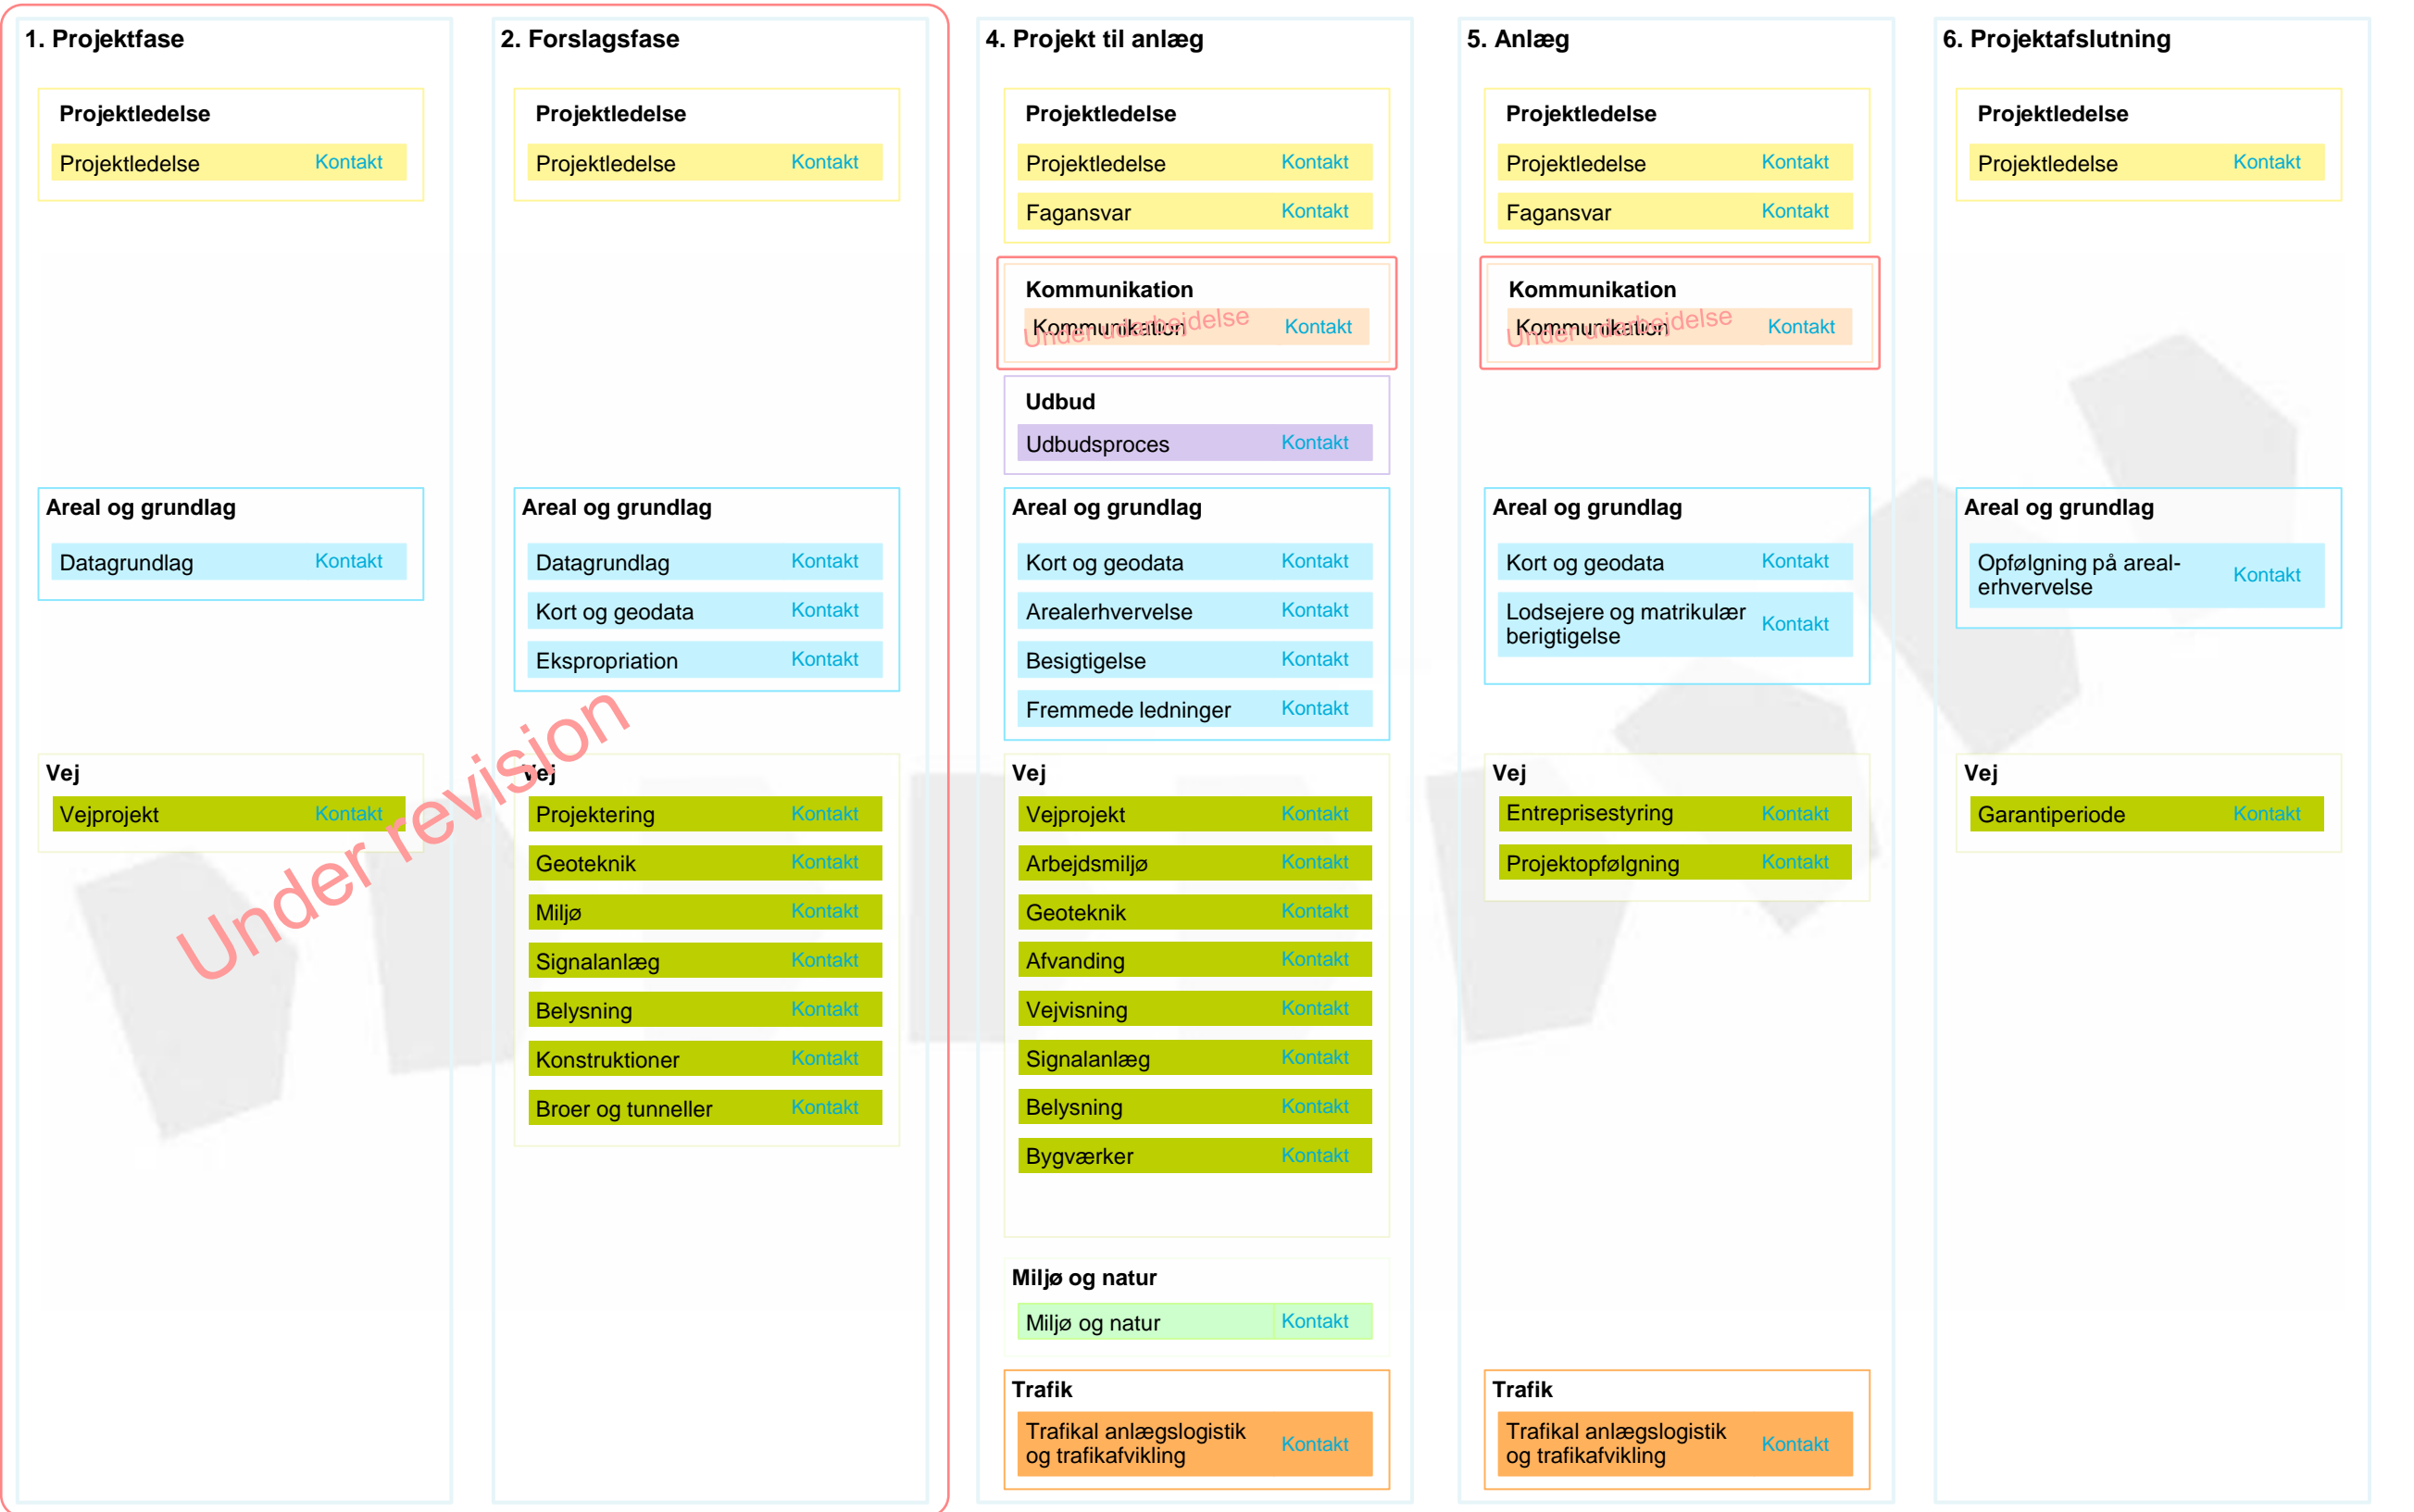 1. Projektfase
Projektledelse
Projektledelse Kontakt
Areal og grundlag
Datagrundlag Kontakt
Vej
Vejprojekt Kontakt
2. Forslagsfase
Projektledelse
Projektledelse Kontakt
Areal og grundlag
Datagrundlag Kontakt
Kort og geodata Kontakt
Ekspropriation Kontakt
Vej
Projektering Kontakt
Geoteknik Kontakt
Miljø Kontakt
Signalanlæg Kontakt
Belysning Kontakt
Konstruktioner Kontakt
Broer og tunneller Kontakt
Under revision
4. Projekt til anlæg
Projektledelse
Projektledelse Kontakt
Fagansvar Kontakt
Kommunikation
Kommunikation Kontakt
Under udarbejdelse
Udbud
Udbudsproces Kontakt
Areal og grundlag
Kort og geodata Kontakt
Arealerhvervelse Kontakt
Besigtigelse Kontakt
Fremmede ledninger Kontakt
Vej
Vejprojekt Kontakt
Arbejdsmiljø Kontakt
Geoteknik Kontakt
Afvanding Kontakt
Vejvisning Kontakt
Signalanlæg Kontakt
Belysning Kontakt
Bygværker Kontakt
Miljø og natur
Miljø og natur Kontakt
Trafik
Trafikal anlægslogistik
og trafikafvikling Kontakt
5. Anlæg
Projektledelse
Projektledelse Kontakt
Fagansvar Kontakt
Kommunikation
Kommunikation Kontakt
Under udarbejdelse
Areal og grundlag
Kort og geodata Kontakt
Lodsejere og matrikulær
berigtigelse Kontakt
Vej
Entreprisestyring Kontakt
Projektopfølgning Kontakt
Trafik
Trafikal anlægslogistik
og trafikafvikling Kontakt
6. Projektafslutning
Projektledelse
Projektledelse Kontakt
Areal og grundlag
Opfølgning på areal-
erhvervelse Kontakt
Vej
Garantiperiode Kontakt